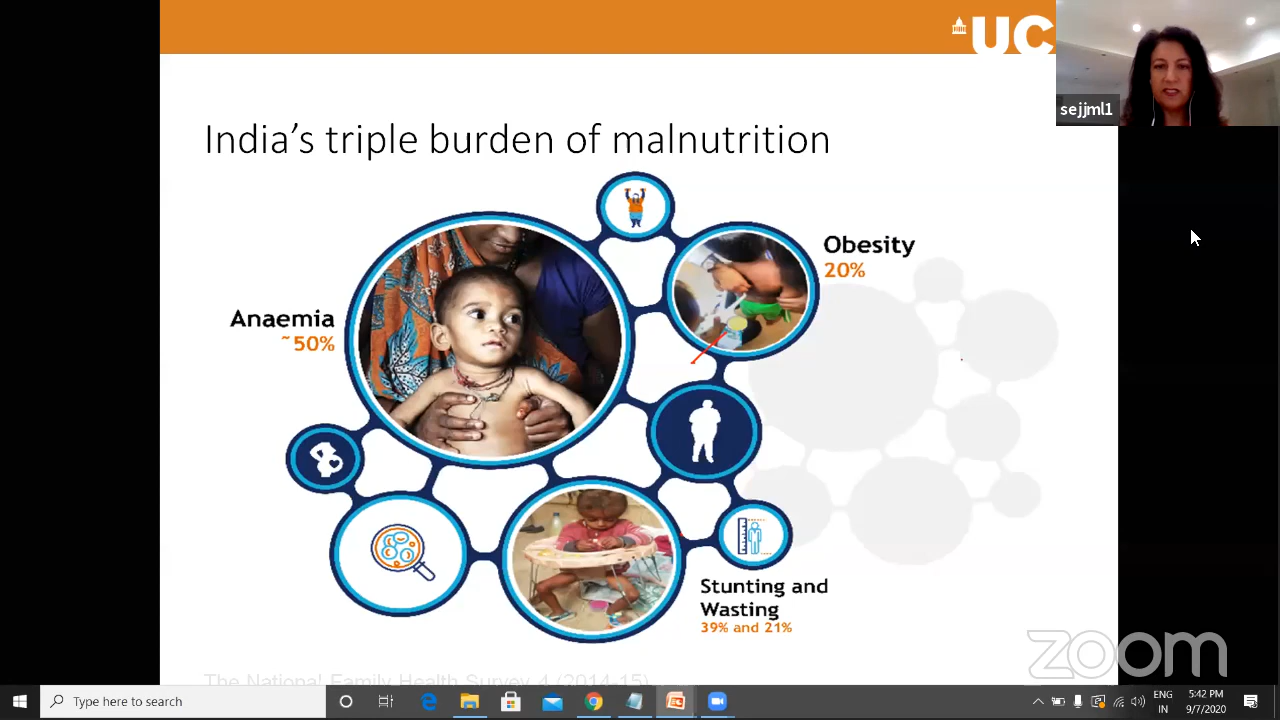 UC
sejjml1
India's triple burden of malnutrition
Obesity
20%
Anaemia
~50%
Stunting and
Wasting
39% and 21%
zoom
The National Family Health Survey 4 (2014-15)
Type here to search
ENG
IN
5:42 PM
9/7/2020